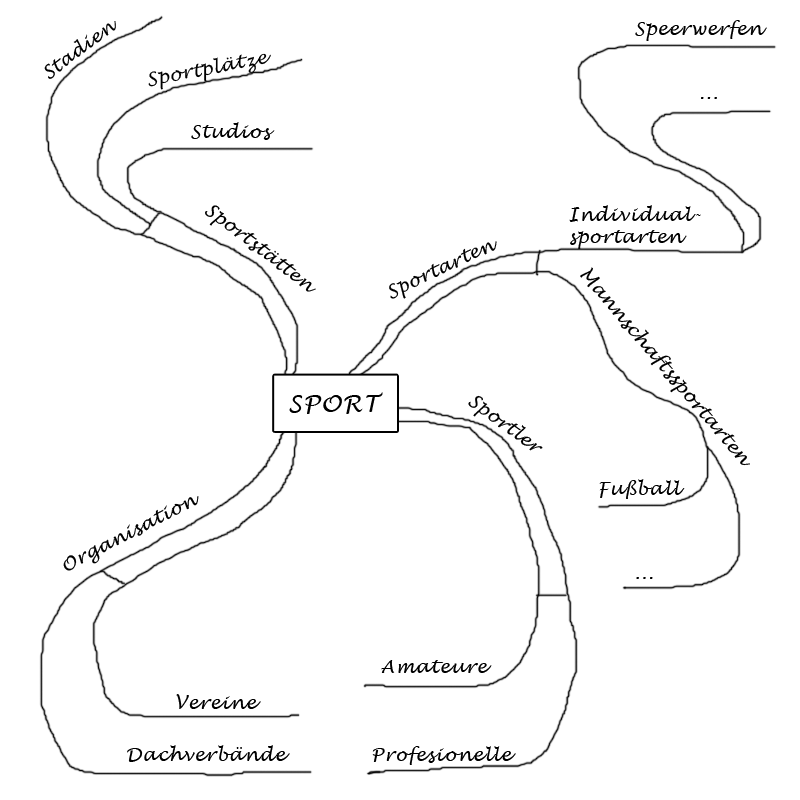 Stadien
Sportplätze
Studios
Sportstätten
Speerwerfen
...
Individual-
sportarten
Sportarten
Mannschaftssportarten
Fußball
...
SPORT
Sportler
Amateure
Profesionelle
Organisation
Vereine
Dachverbände